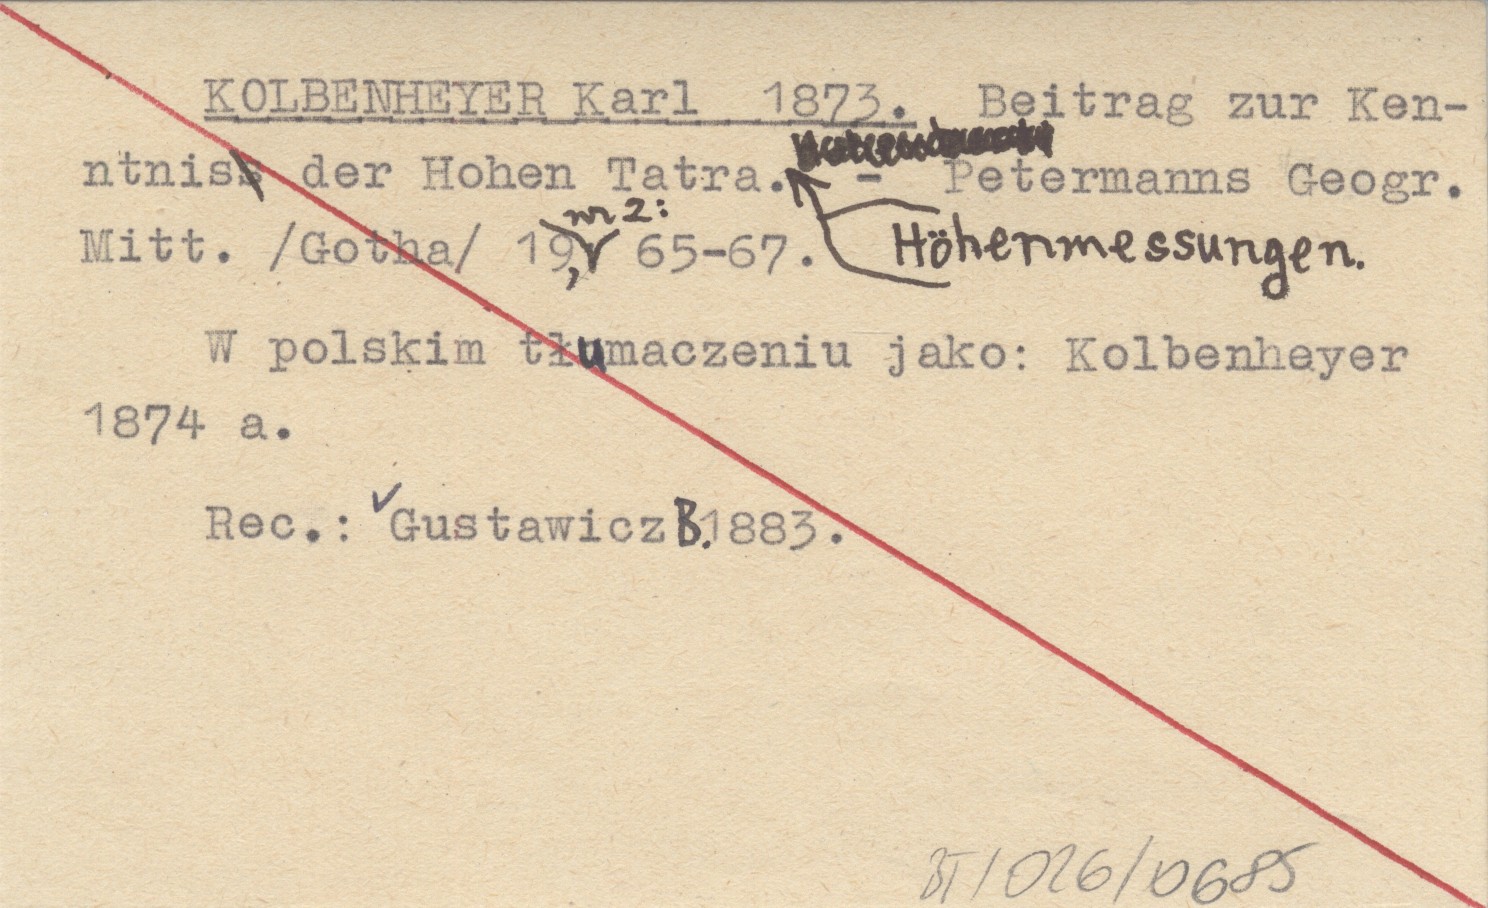 KOLBENHEYER Karl 1873. Beitrag zur Ken-
ntniss der Hohen Tatra. - Petermanns Geogr.
nr 2:
Mitt. /Gotha/ 19, 65-67. Höhenmessungen.
W polskim tłumaczeniu jako: Kolbenheyer
1874 a.
Rec.: Gustawicz B. 1883.
BT/026/0685